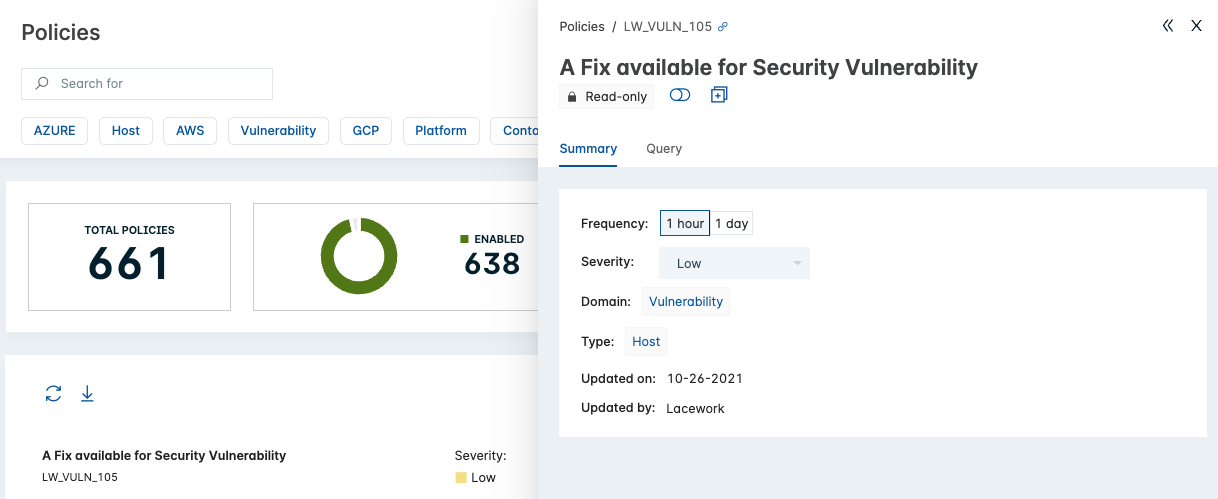 Policies
Search for
AZURE
Host
AWS
Vulnerability
GCP
Platform
Conta
TOTAL POLICIES
661
ENABLED
638
A Fix available for Security Vulnerability
LW_VULN_105
Severity:
Low
Policies / LW_VULN_105
A Fix available for Security Vulnerability
Read-only
Summary
Query
Frequency: 1 hour 1 day
Severity: Low
Domain: Vulnerability
Type: Host
Updated on: 10-26-2021
Updated by: Lacework